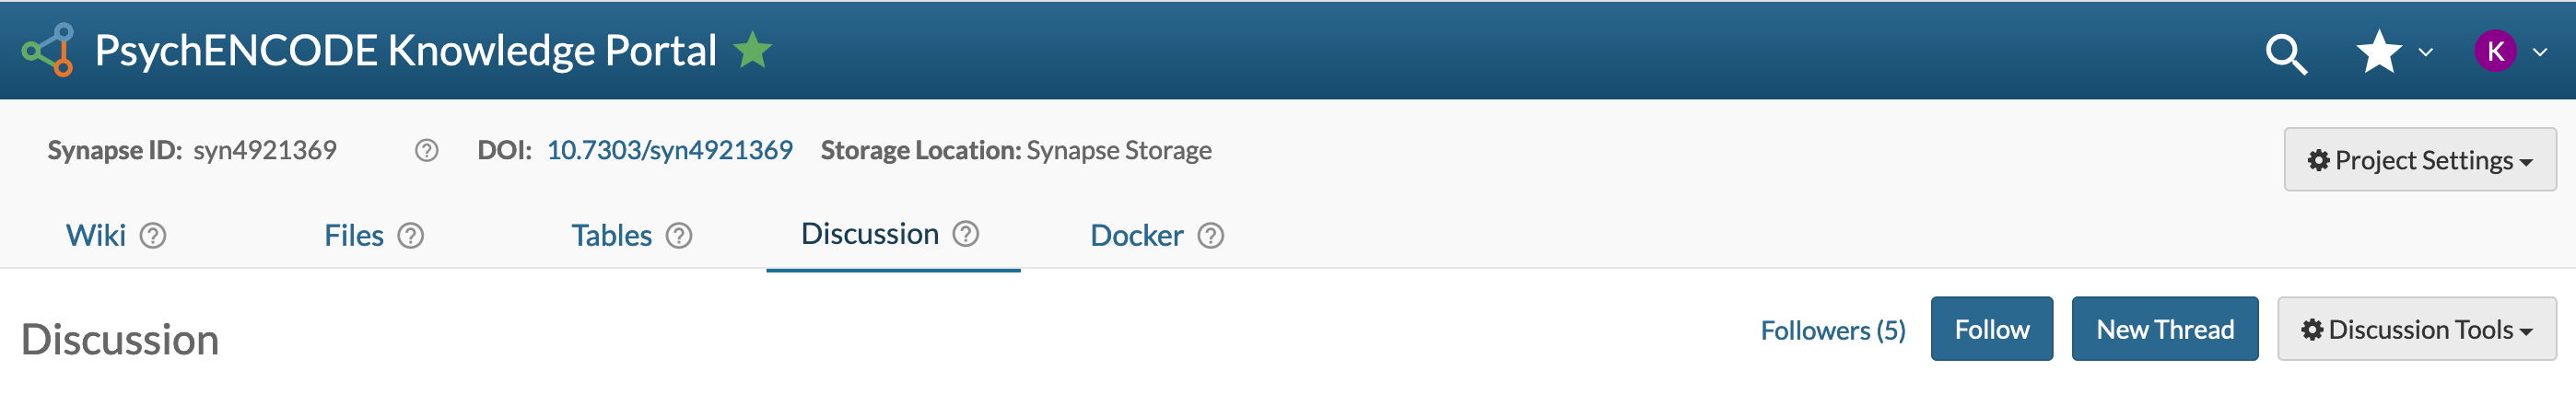 PsychENCODE Knowledge Portal
K
Synapse ID: syn4921369 ? DOI: 10.7303/syn4921369 Storage Location: Synapse Storage
Project Settings
Wiki ? Files ? Tables ? Discussion ? Docker ?
Discussion
Followers (5) Follow New Thread Discussion Tools